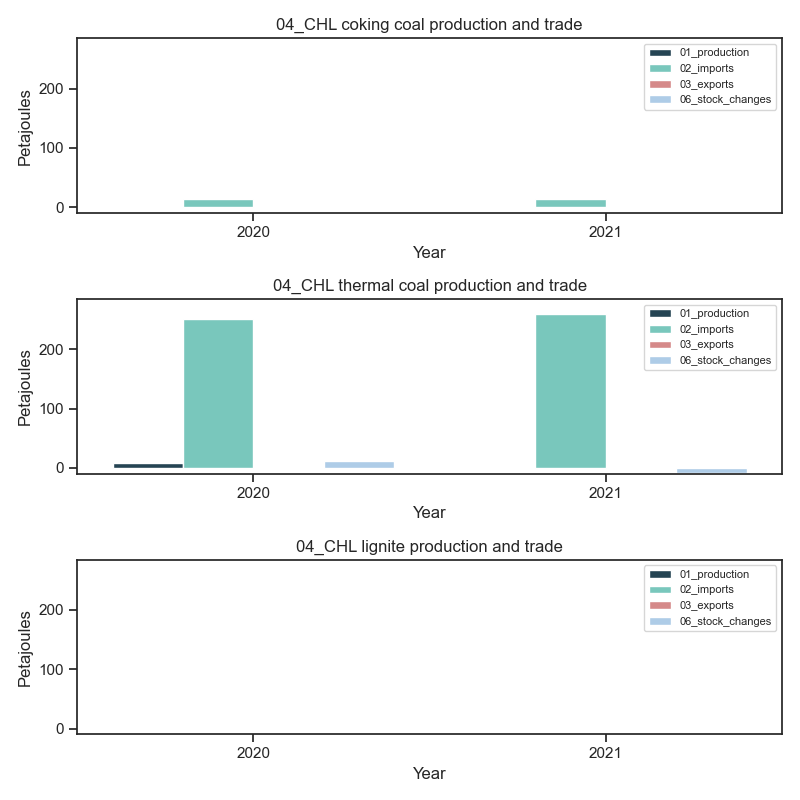 04_CHL coking coal production and trade
Petajoules
200
100
0
01_production
02_imports
03_exports
06_stock_changes
2020
2021
Year
04_CHL thermal coal production and trade
Petajoules
200
100
0
01_production
02_imports
03_exports
06_stock_changes
2020
2021
Year
04_CHL lignite production and trade
Petajoules
200
100
0
01_production
02_imports
03_exports
06_stock_changes
2020
2021
Year